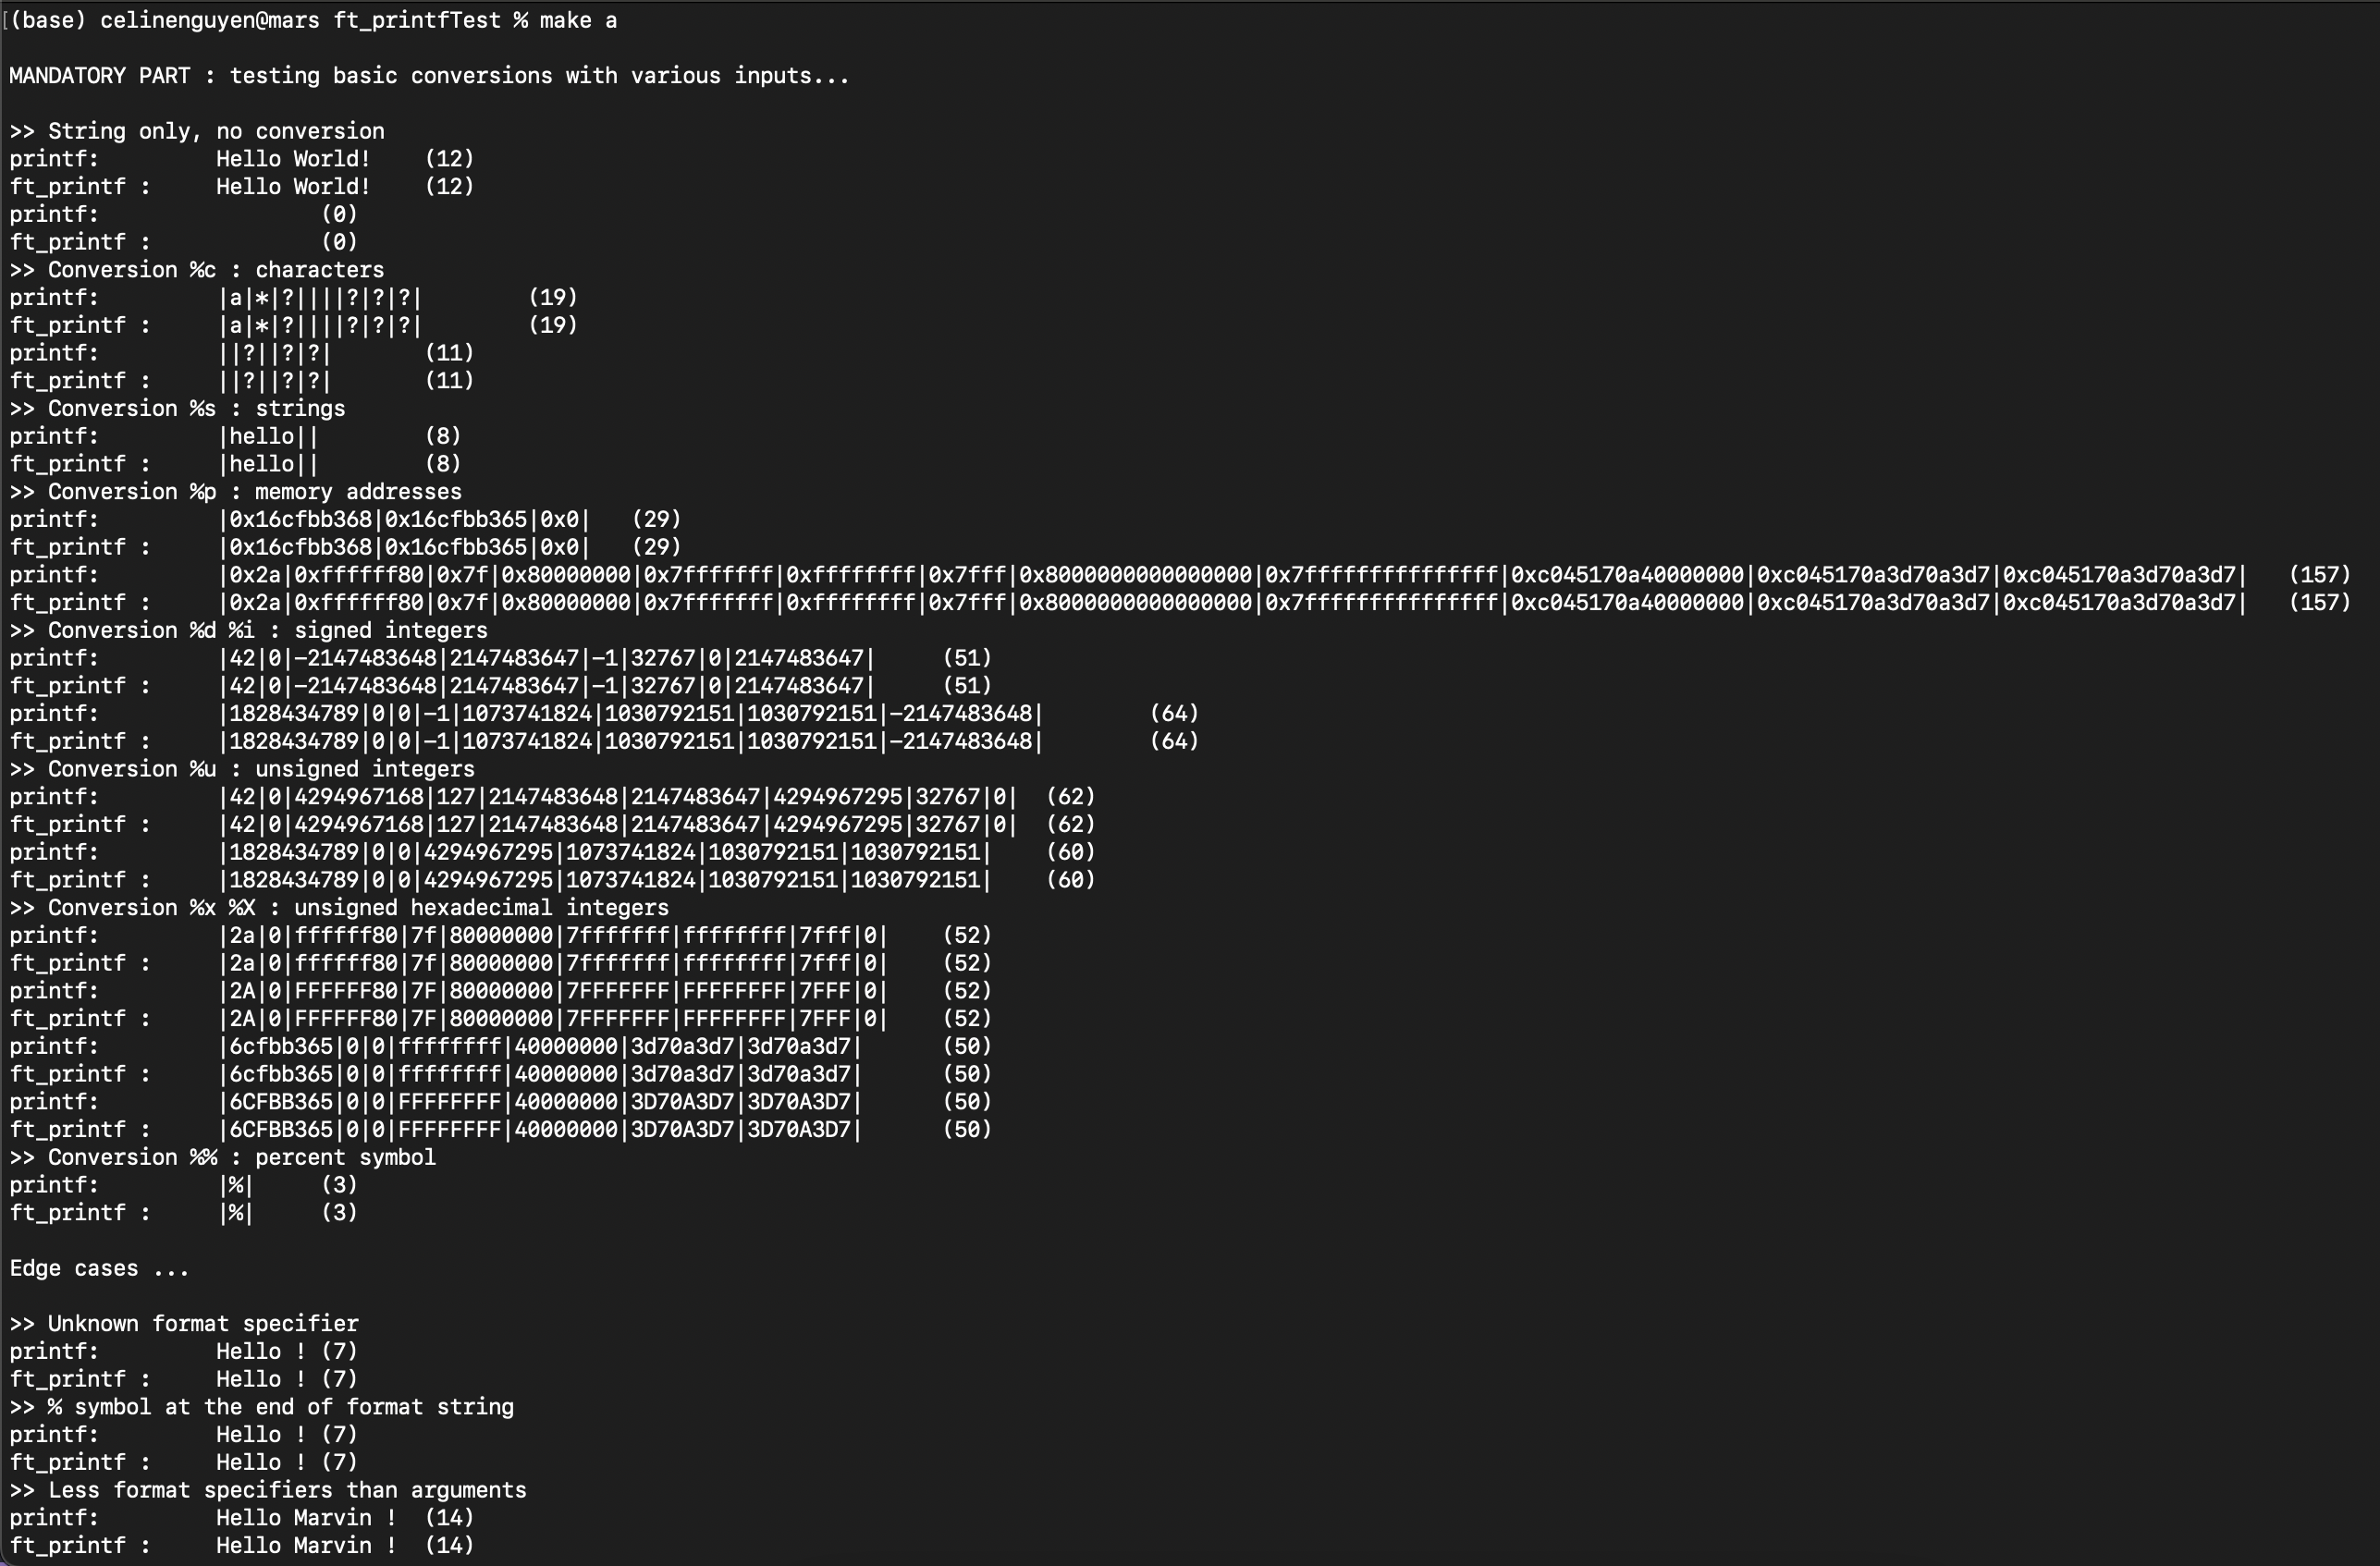 [(base) celinenguyen@mars ft_printfTest % make a
MANDATORY PART : testing basic conversions with various inputs...
>> String only, no conversion
printf:         Hello World!    (12)
ft_printf :     Hello World!    (12)
printf:                 (0)
ft_printf :             (0)
>> Conversion %c : characters
printf:         |a|*|?||||?|?|?|        (19)
ft_printf :     |a|*|?||||?|?|?|        (19)
printf:         ||?||?|?|       (11)
ft_printf :     ||?||?|?|       (11)
>> Conversion %s : strings
printf:         |hello||        (8)
ft_printf :     |hello||        (8)
>> Conversion %p : memory addresses
printf:         |0x16cfbb368|0x16cfbb365|0x0|   (29)
ft_printf :     |0x16cfbb368|0x16cfbb365|0x0|   (29)
printf:         |0x2a|0xffffff80|0x7f|0x80000000|0x7fffffff|0xffffffff|0x7fff|0x8000000000000000|0x7fffffffffffffff|0xc045170a40000000|0xc045170a3d70a3d7|0xc045170a3d70a3d7|   (157)
ft_printf :     |0x2a|0xffffff80|0x7f|0x80000000|0x7fffffff|0xffffffff|0x7fff|0x8000000000000000|0x7fffffffffffffff|0xc045170a40000000|0xc045170a3d70a3d7|0xc045170a3d70a3d7|   (157)
>> Conversion %d %i : signed integers
printf:         |42|0|-2147483648|2147483647|-1|32767|0|2147483647|     (51)
ft_printf :     |42|0|-2147483648|2147483647|-1|32767|0|2147483647|     (51)
printf:         |1828434789|0|0|-1|1073741824|1030792151|1030792151|-2147483648|        (64)
ft_printf :     |1828434789|0|0|-1|1073741824|1030792151|1030792151|-2147483648|        (64)
>> Conversion %u : unsigned integers
printf:         |42|0|4294967168|127|2147483648|2147483647|4294967295|32767|0|  (62)
ft_printf :     |42|0|4294967168|127|2147483648|2147483647|4294967295|32767|0|  (62)
printf:         |1828434789|0|0|4294967295|1073741824|1030792151|1030792151|    (60)
ft_printf :     |1828434789|0|0|4294967295|1073741824|1030792151|1030792151|    (60)
>> Conversion %x %X : unsigned hexadecimal integers
printf:         |2a|0|ffffff80|7f|80000000|7fffffff|ffffffff|7fff|0|    (52)
ft_printf :     |2a|0|ffffff80|7f|80000000|7fffffff|ffffffff|7fff|0|    (52)
printf:         |2A|0|FFFFFF80|7F|80000000|7FFFFFFF|FFFFFFFF|7FFF|0|    (52)
ft_printf :     |2A|0|FFFFFF80|7F|80000000|7FFFFFFF|FFFFFFFF|7FFF|0|    (52)
printf:         |6cfbb365|0|0|ffffffff|40000000|3d70a3d7|3d70a3d7|      (50)
ft_printf :     |6cfbb365|0|0|ffffffff|40000000|3d70a3d7|3d70a3d7|      (50)
printf:         |6CFBB365|0|0|FFFFFFFF|40000000|3D70A3D7|3D70A3D7|      (50)
ft_printf :     |6CFBB365|0|0|FFFFFFFF|40000000|3D70A3D7|3D70A3D7|      (50)
>> Conversion %% : percent symbol
printf:         |%|     (3)
ft_printf :     |%|     (3)
Edge cases ...
>> Unknown format specifier
printf:         Hello ! (7)
ft_printf :     Hello ! (7)
>> % symbol at the end of format string
printf:         Hello ! (7)
ft_printf :     Hello ! (7)
>> Less format specifiers than arguments
printf:         Hello Marvin !  (14)
ft_printf :     Hello Marvin !  (14)